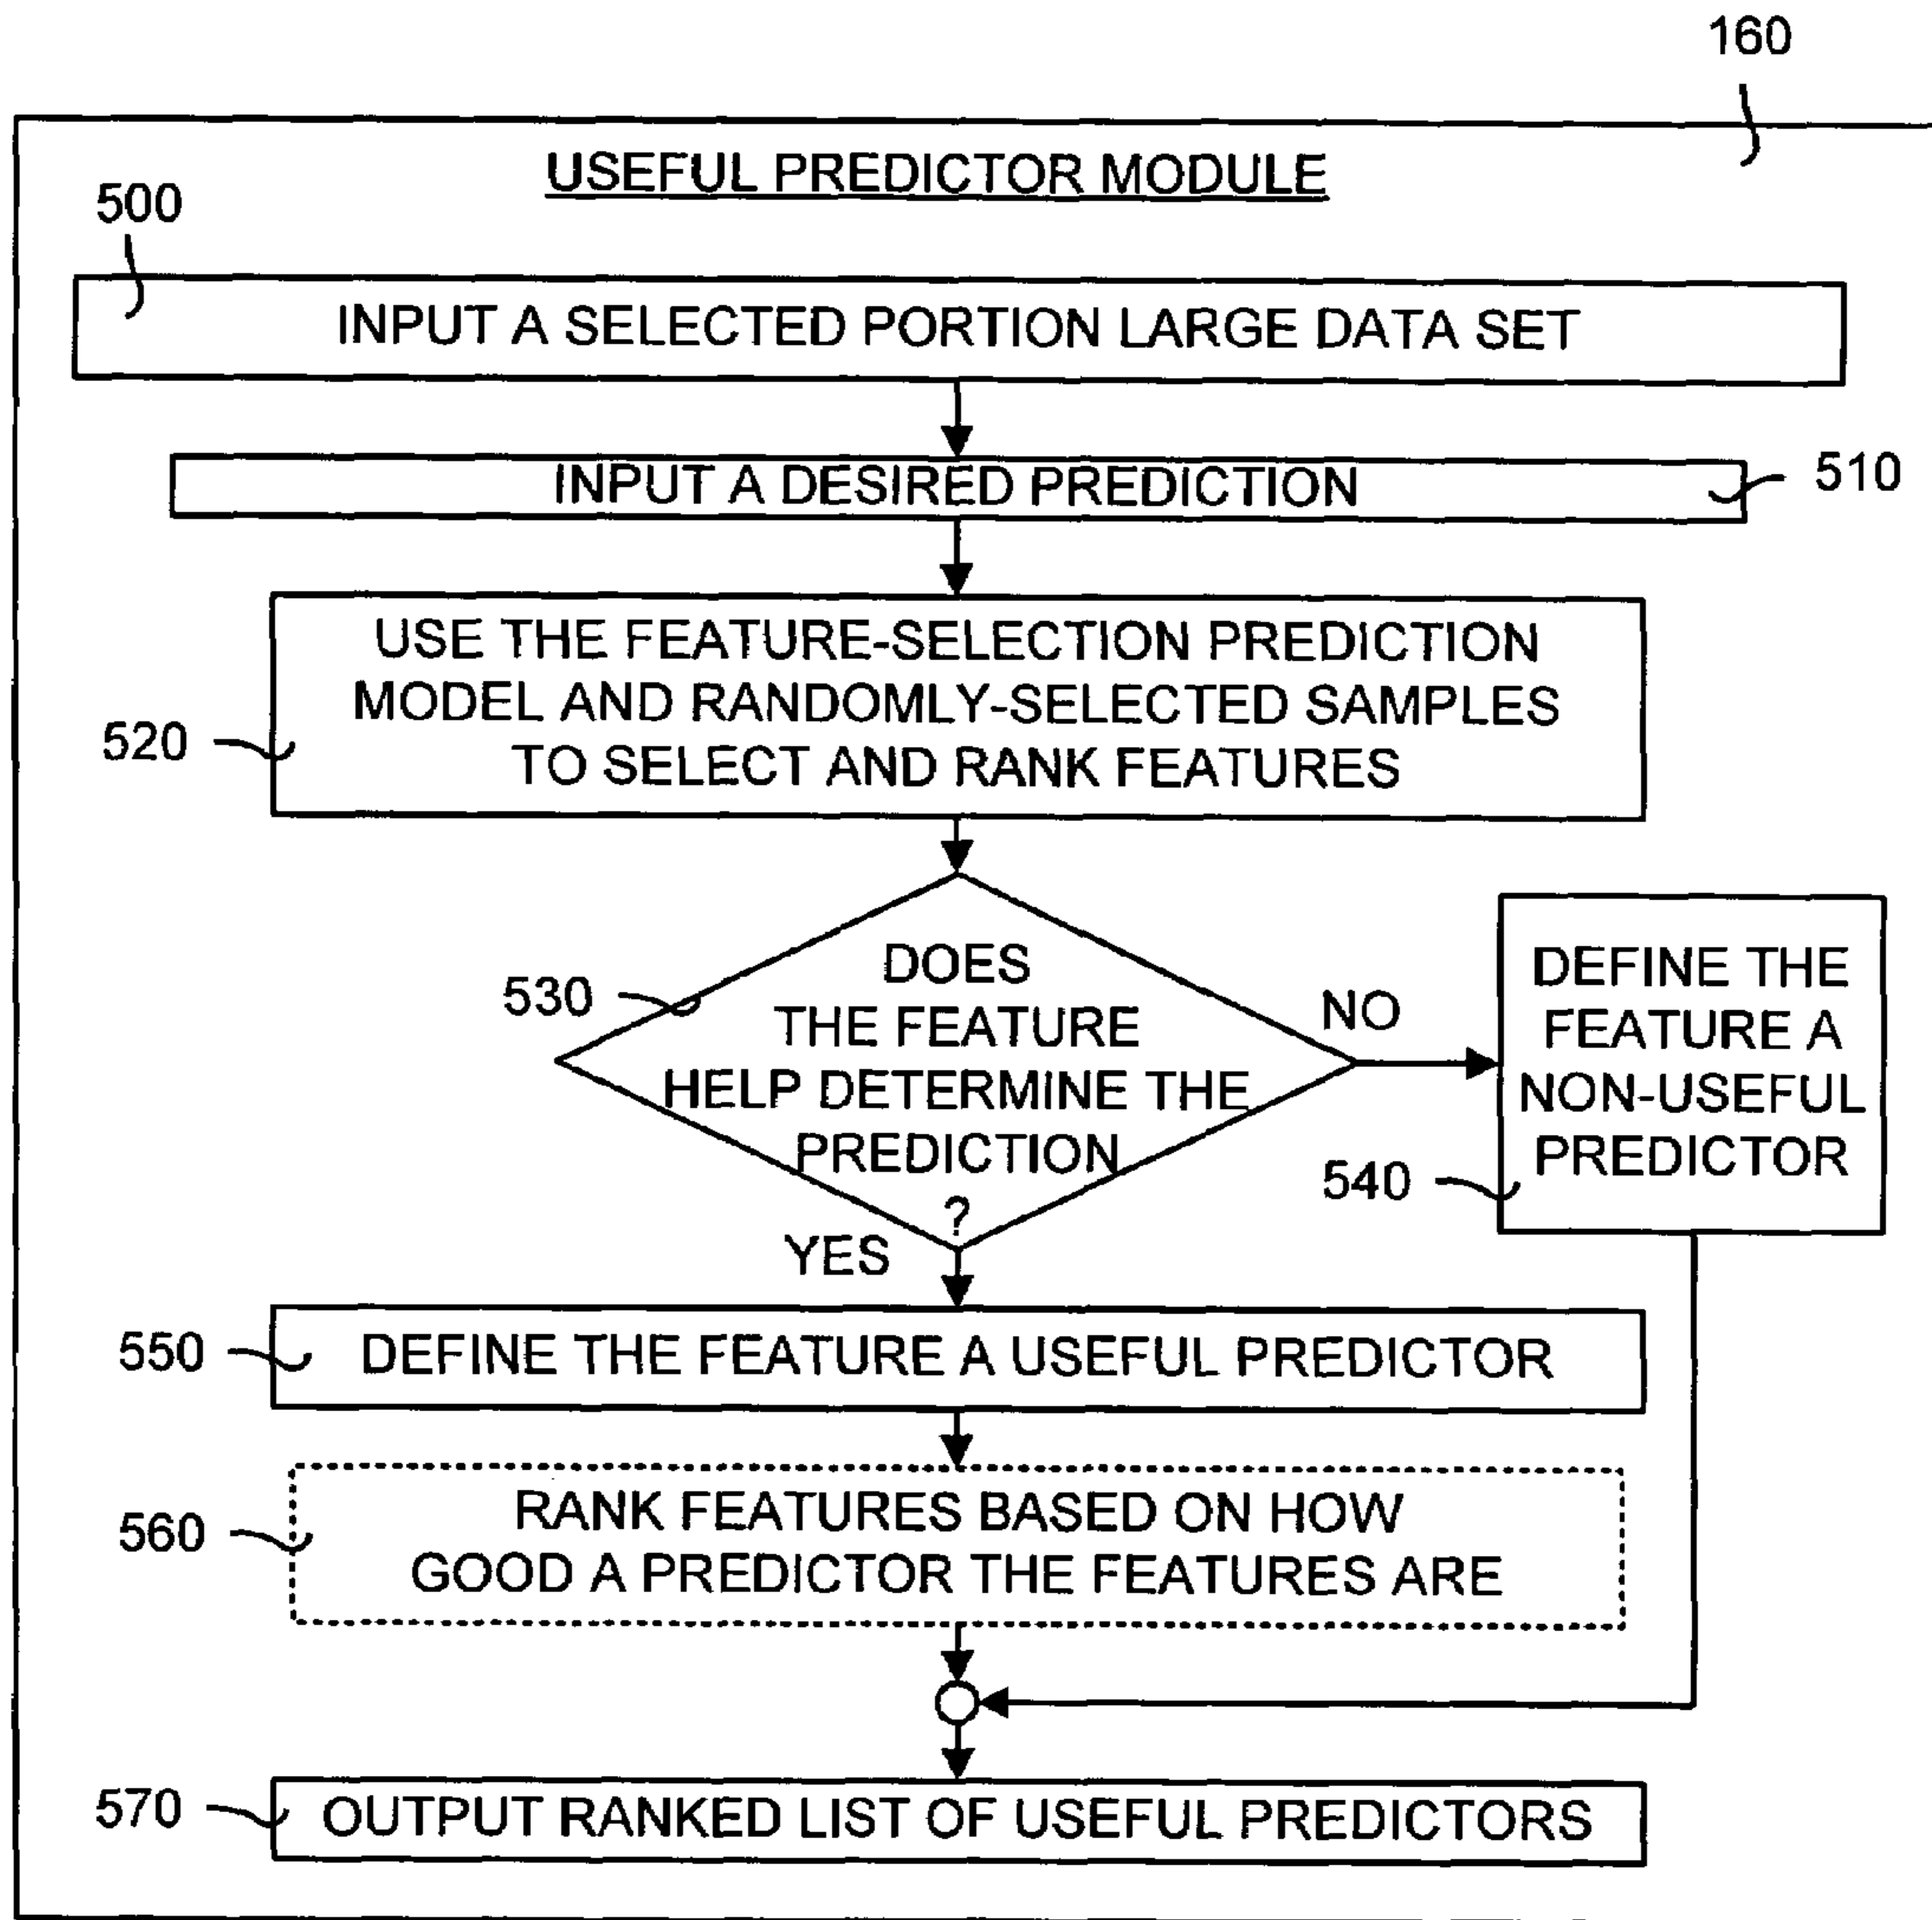 160
USEFUL PREDICTOR MODULE
500
INPUT A SELECTED PORTION LARGE DATA SET
INPUT A DESIRED PREDICTION
510
USE THE FEATURE-SELECTION PREDICTION
MODEL AND RANDOMLY-SELECTED SAMPLES
TO SELECT AND RANK FEATURES
520
DOES
THE FEATURE
HELP DETERMINE THE
PREDICTION
?
530
NO
DEFINE THE
FEATURE A
NON-USEFUL
PREDICTOR
540
YES
550
DEFINE THE FEATURE A USEFUL PREDICTOR
560
RANK FEATURES BASED ON HOW
GOOD A PREDICTOR THE FEATURES ARE
570
OUTPUT RANKED LIST OF USEFUL PREDICTORS